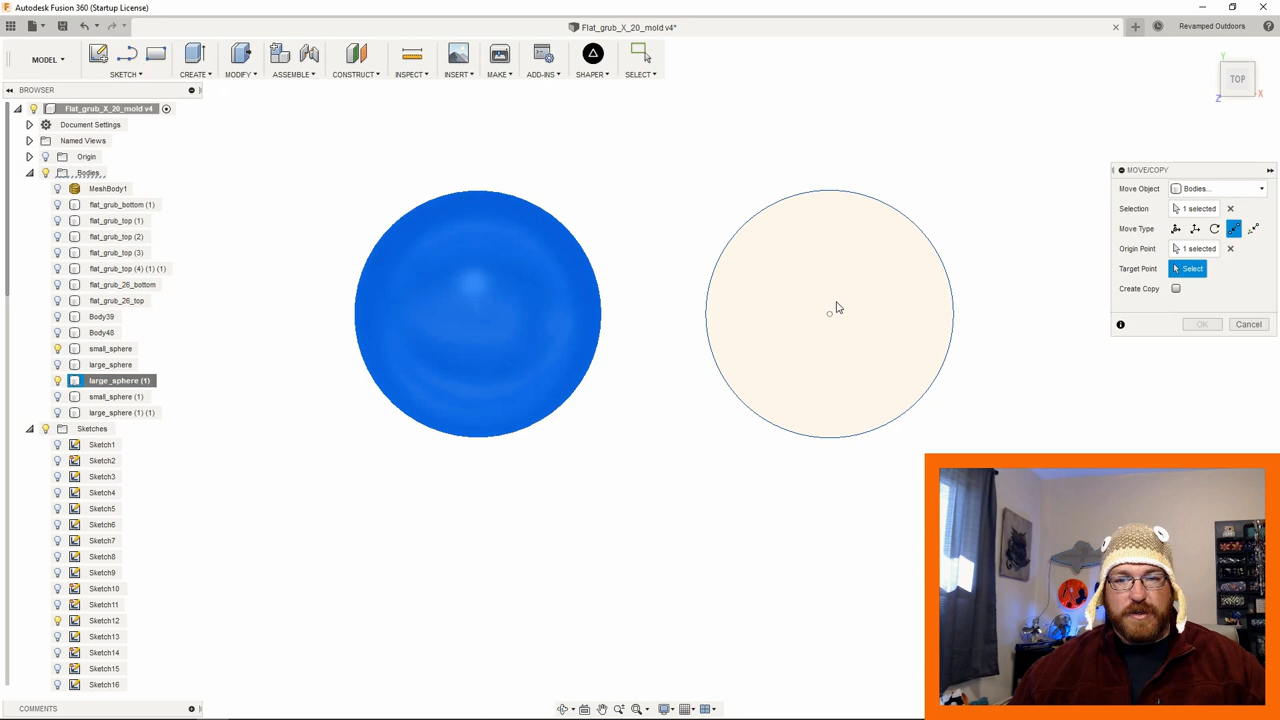 Autodesk Fusion 360 (Startup License)
Flat_grub_X_20_mold v4*
Revamped Outdoors
MODEL
SKETCH
CREATE
MODIFY
ASSEMBLE
CONSTRUCT
INSPECT
INSERT
MAKE
ADD-INS
SHAPER
SELECT
Y
TOP
X
Z
BROWSER
Flat_grub_X_20_mold v4
Document Settings
Named Views
Origin
Bodies
MeshBody1
flat_grub_bottom (1)
flat_grub_top (1)
flat_grub_top (2)
flat_grub_top (3)
flat_grub_top (4) (1) (1)
flat_grub_26_bottom
flat_grub_26_top
Body39
Body48
small_sphere
large_sphere
large_sphere (1)
small_sphere (1)
large_sphere (1) (1)
Sketches
Sketch1
Sketch2
Sketch3
Sketch4
Sketch5
Sketch6
Sketch7
Sketch8
Sketch9
Sketch10
Sketch11
Sketch12
Sketch13
Sketch14
Sketch15
Sketch16
COMMENTS
MOVE/COPY
Move Object
Bodies...
Selection
1 selected
Move Type
Origin Point
1 selected
Target Point
Select
Create Copy
OK
Cancel